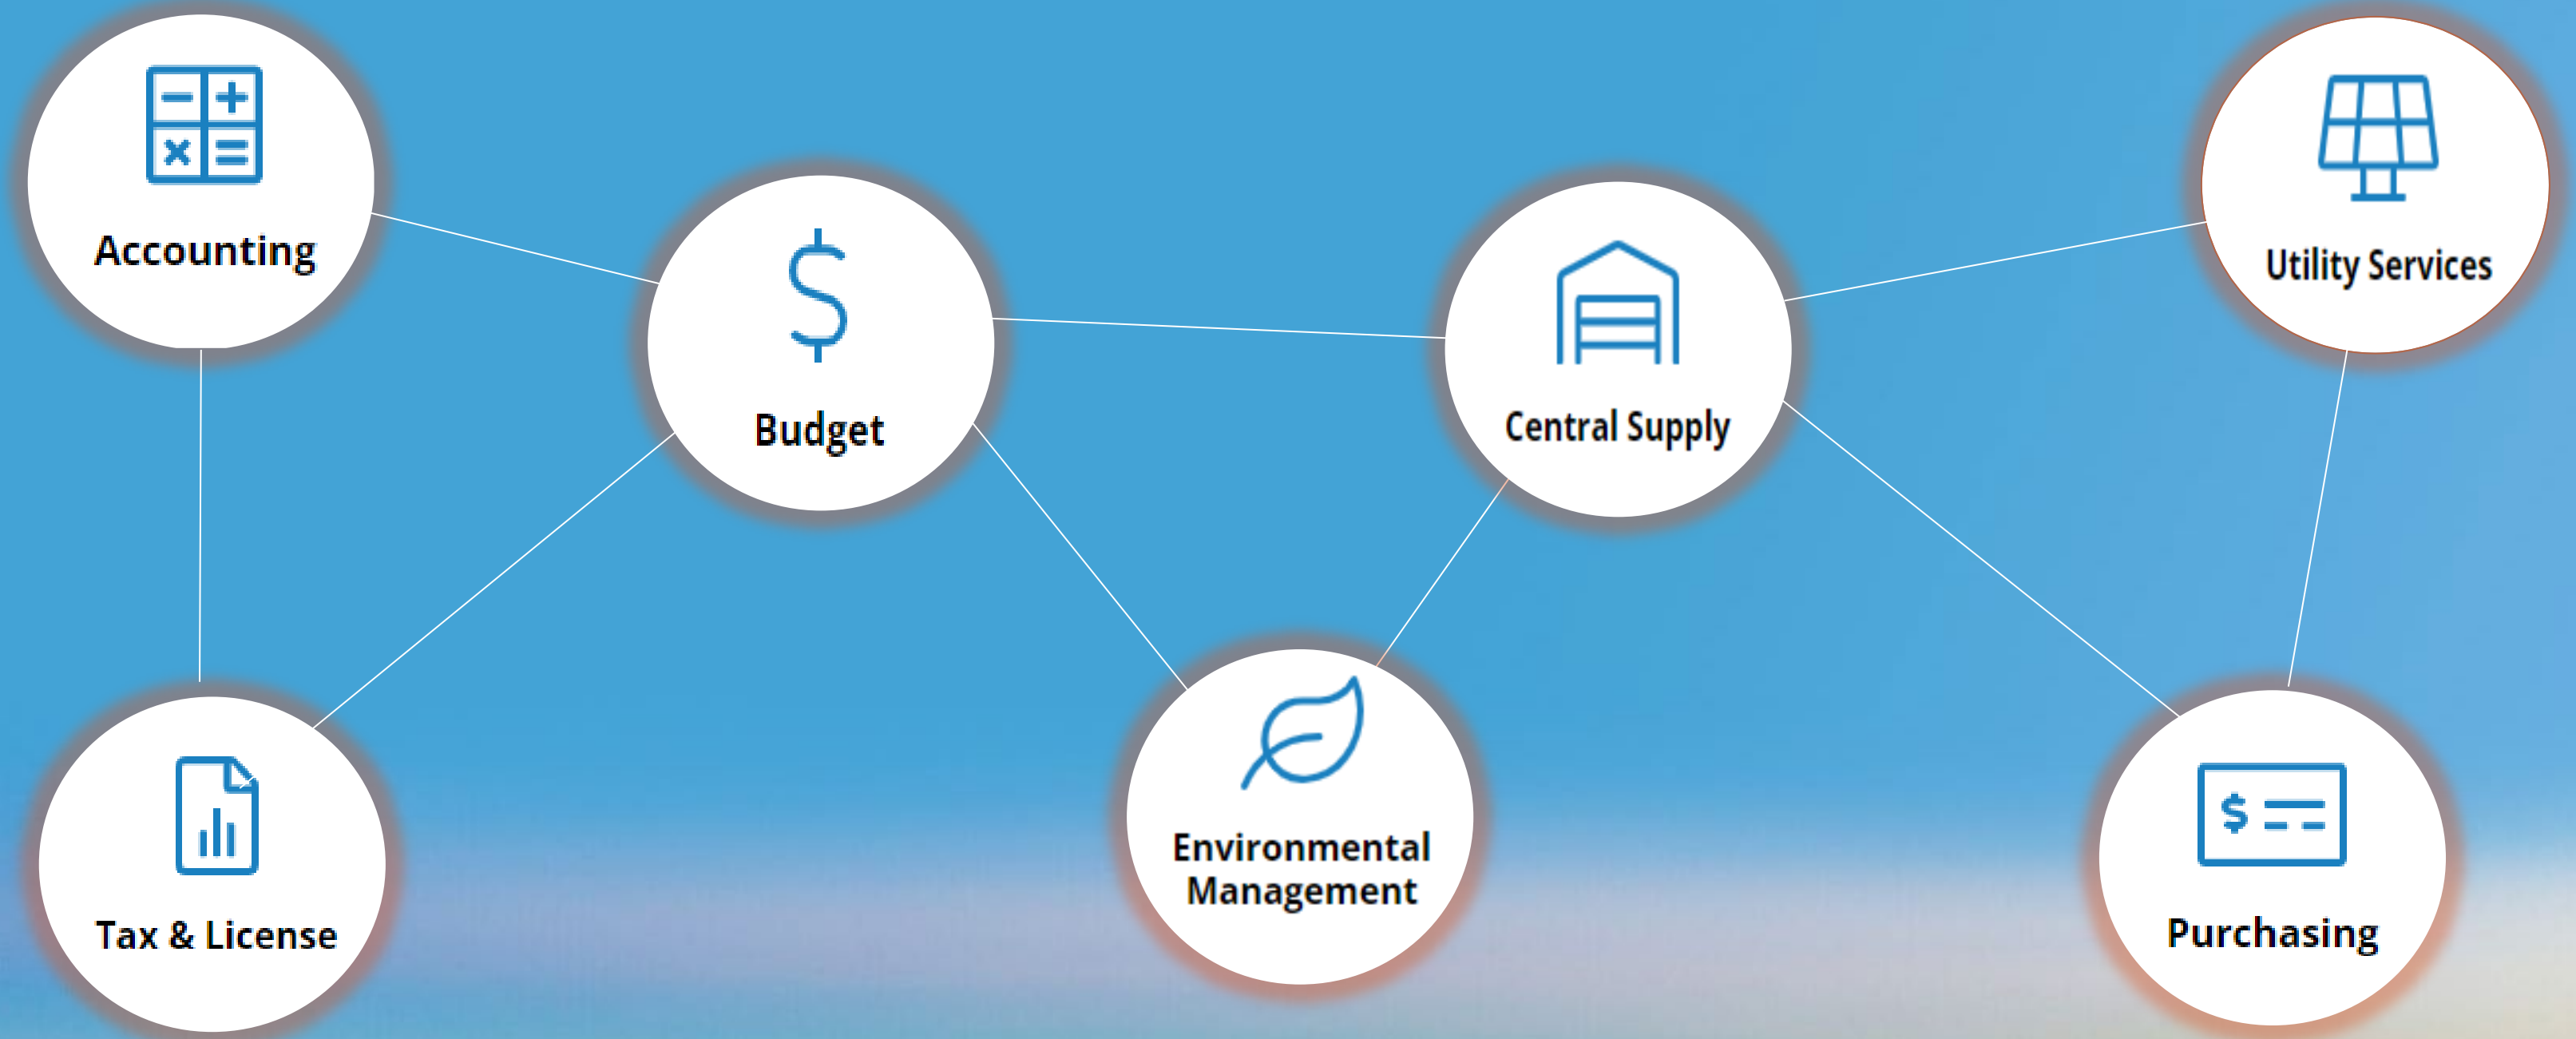 Accounting
Utility Services
Budget
Central Supply
Environmental
Management
Tax & License
Purchasing